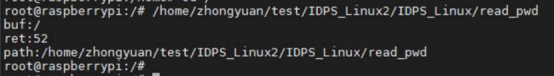 root@raspberrypi:/# /home/zhongyuan/test/IDPS_Linux2/IDPS_Linux/read_pwd
buf:/
ret:52
path:/home/zhongyuan/test/IDPS_Linux2/IDPS_Linux/read_pwd
root@raspberrypi:/#